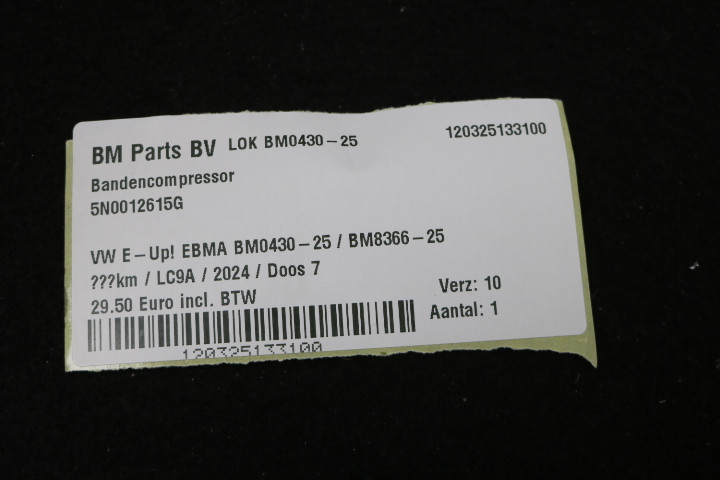 BM Parts BV LOK BM0430-25 120325133100
Bandencompressor
5N0012615G
VW E-Up! EBMA BM0430-25 / BM8366-25
???km / LC9A / 2024 / Doos 7
29.50 Euro incl. BTW
Verz: 10
Aantal: 1
120325133100